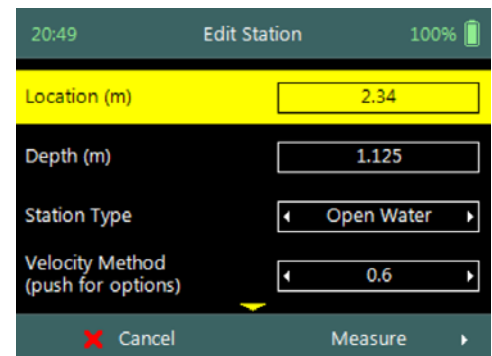 20:49 Edit Station 100%
Location (m) 2.34
Depth (m) 1.125
Station Type Open Water
Velocity Method
(push for options) 0.6
Cancel Measure